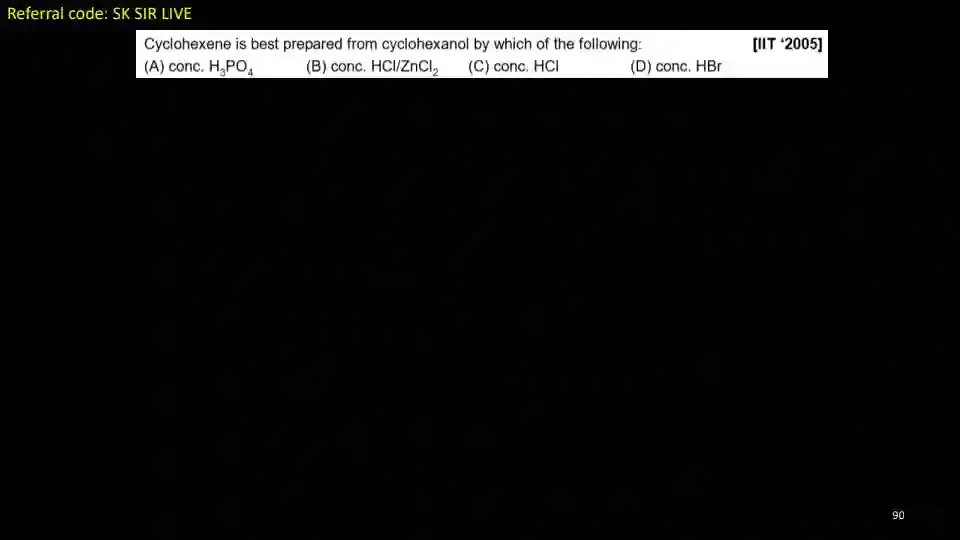 Referral code: SK SIR LIVE
Cyclohexene is best prepared from cyclohexanol by which of the following: [IIT ‘2005]
(A) conc. H₃PO₄ (B) conc. HCl/ZnCl₂ (C) conc. HCl (D) conc. HBr
90